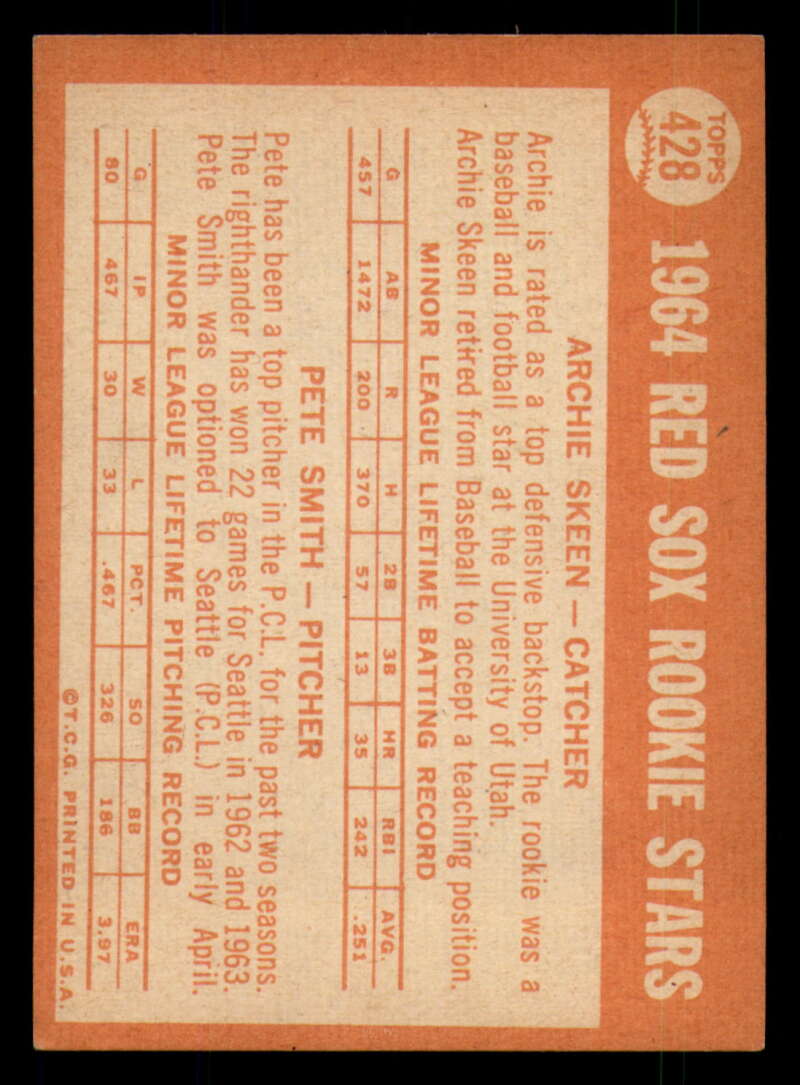 TOPPS
428
1964 RED SOX ROOKIE STARS
ARCHIE SKEEN — CATCHER
Archie is rated as a top defensive backstop. The rookie was a
baseball and football star at the University of Utah.
Archie Skeen retired from Baseball to accept a teaching position.
MINOR LEAGUE LIFETIME BATTING RECORD
G AB R H 2B 3B HR RBI AVG.
457 1472 200 370 57 13 35 242 .251
PETE SMITH — PITCHER
Pete has been a top pitcher in the P.C.L. for the past two seasons.
The righthander has won 22 games for Seattle in 1962 and 1963.
Pete Smith was optioned to Seattle (P.C.L.) in early April.
MINOR LEAGUE LIFETIME PITCHING RECORD
G IP W L PCT. SO BB ERA
80 467 30 33 .467 326 186 3.97
©T.C.G. PRINTED IN U.S.A.